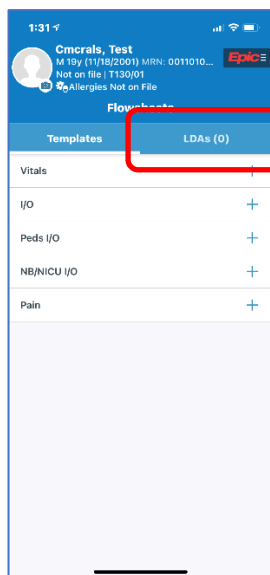 1:31
Cmcrals, Test
M 19y (11/18/2001) MRN: 0011010...
Epic
Not on file | T130/01
Allergies Not on File
Flowsheets
Templates LDAs (0)
Vitals
I/O
Peds I/O
NB/NICU I/O
Pain